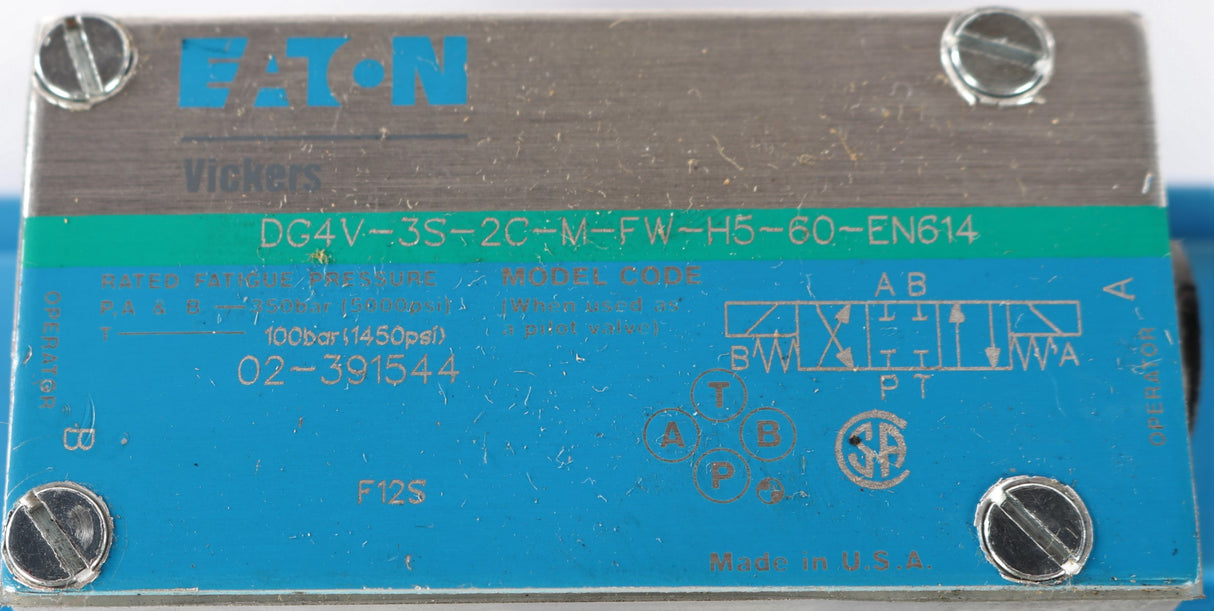 EATON
Vickers
DG4V-3S-2C-M-FW-H5-60-EN614
RATED FATIGUE PRESSURE
P,A & B — 350bar (5000psi)
T — 100bar (1450psi)
02-391544
MODEL CODE
(When used as
a pilot valve)
A B
B A
P T
OPERATOR B
OPERATOR A
T
A B
P
SA
F12S
Made in U.S.A.